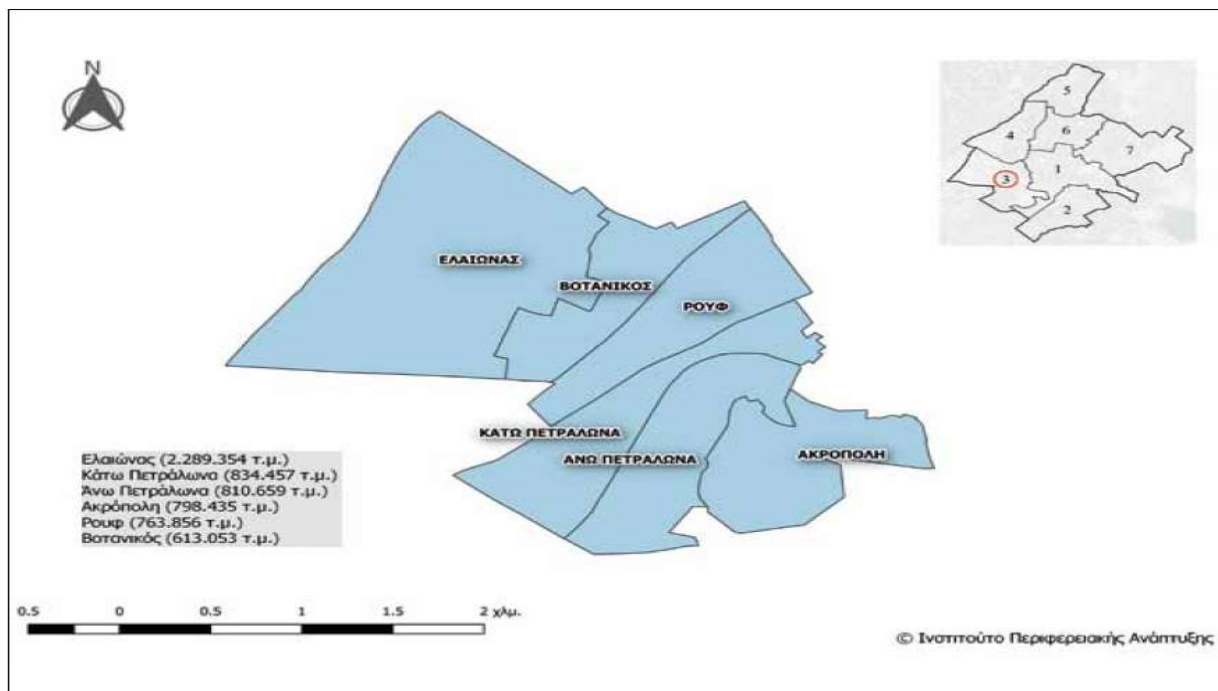 N
5
4
6
7
3
1
2
ΕΛΑΙΩΝΑΣ
ΒΟΤΑΝΙΚΟΣ
ΡΟΥΦ
ΚΑΤΩ ΠΕΤΡΑΛΩΝΑ
ΑΝΩ ΠΕΤΡΑΛΩΝΑ
ΑΚΡΟΠΟΛΗ
Ελαιώνας (2.289.354 τ.μ.)
Κάτω Πετράλωνα (834.457 τ.μ.)
Άνω Πετράλωνα (810.659 τ.μ.)
Ακρόπολη (798.435 τ.μ.)
Ρουφ (763.856 τ.μ.)
Βοτανικός (613.053 τ.μ.)
0.5 0 0.5 1 1.5 2 χλμ.
© Ινστιτούτο Περιφερειακής Ανάπτυξης